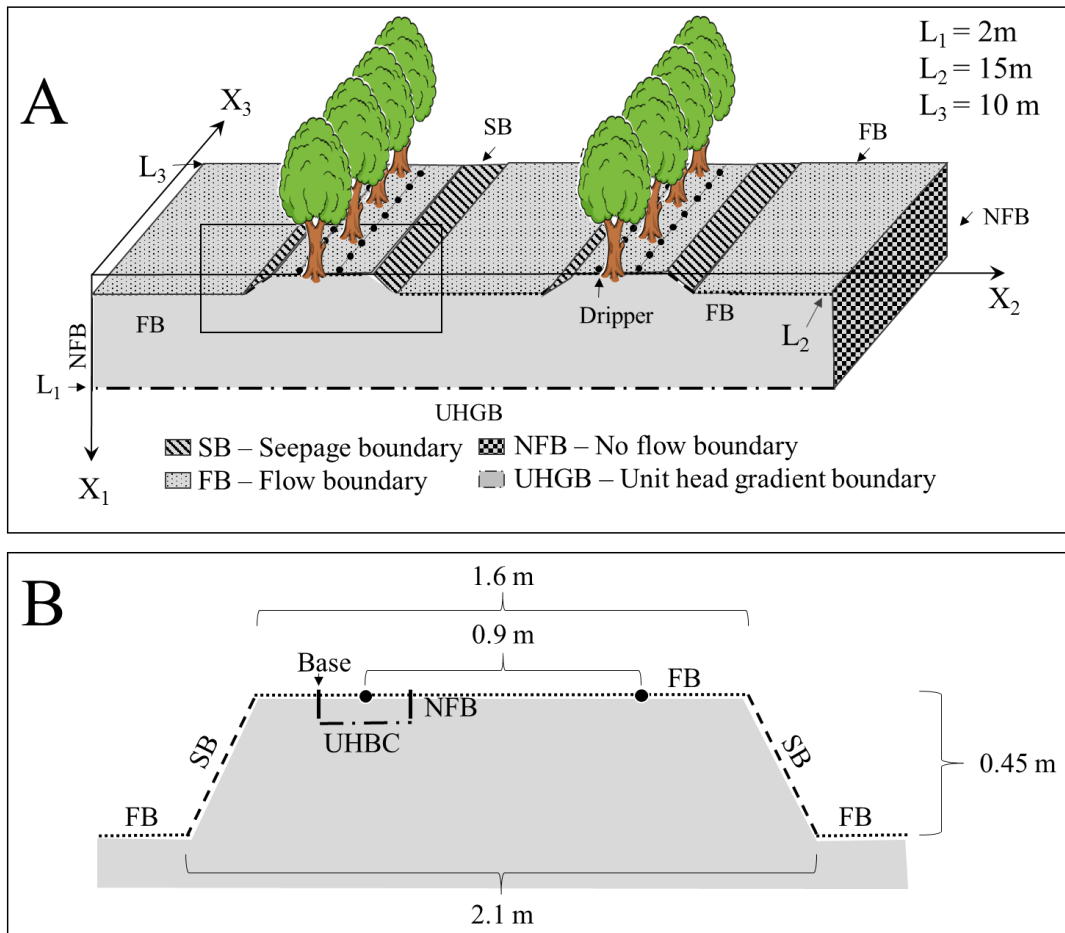 A
L1 = 2m
L2 = 15m
L3 = 10 m
X3
SB
FB
L3
NFB
X2
FB
Dripper
FB
L2
NFB
L1
UHGB
SB – Seepage boundary
NFB – No flow boundary
FB – Flow boundary
UHGB – Unit head gradient boundary
X1
B
1.6 m
0.9 m
Base
FB
NFB
UHBC
SB
SB
0.45 m
FB
FB
2.1 m